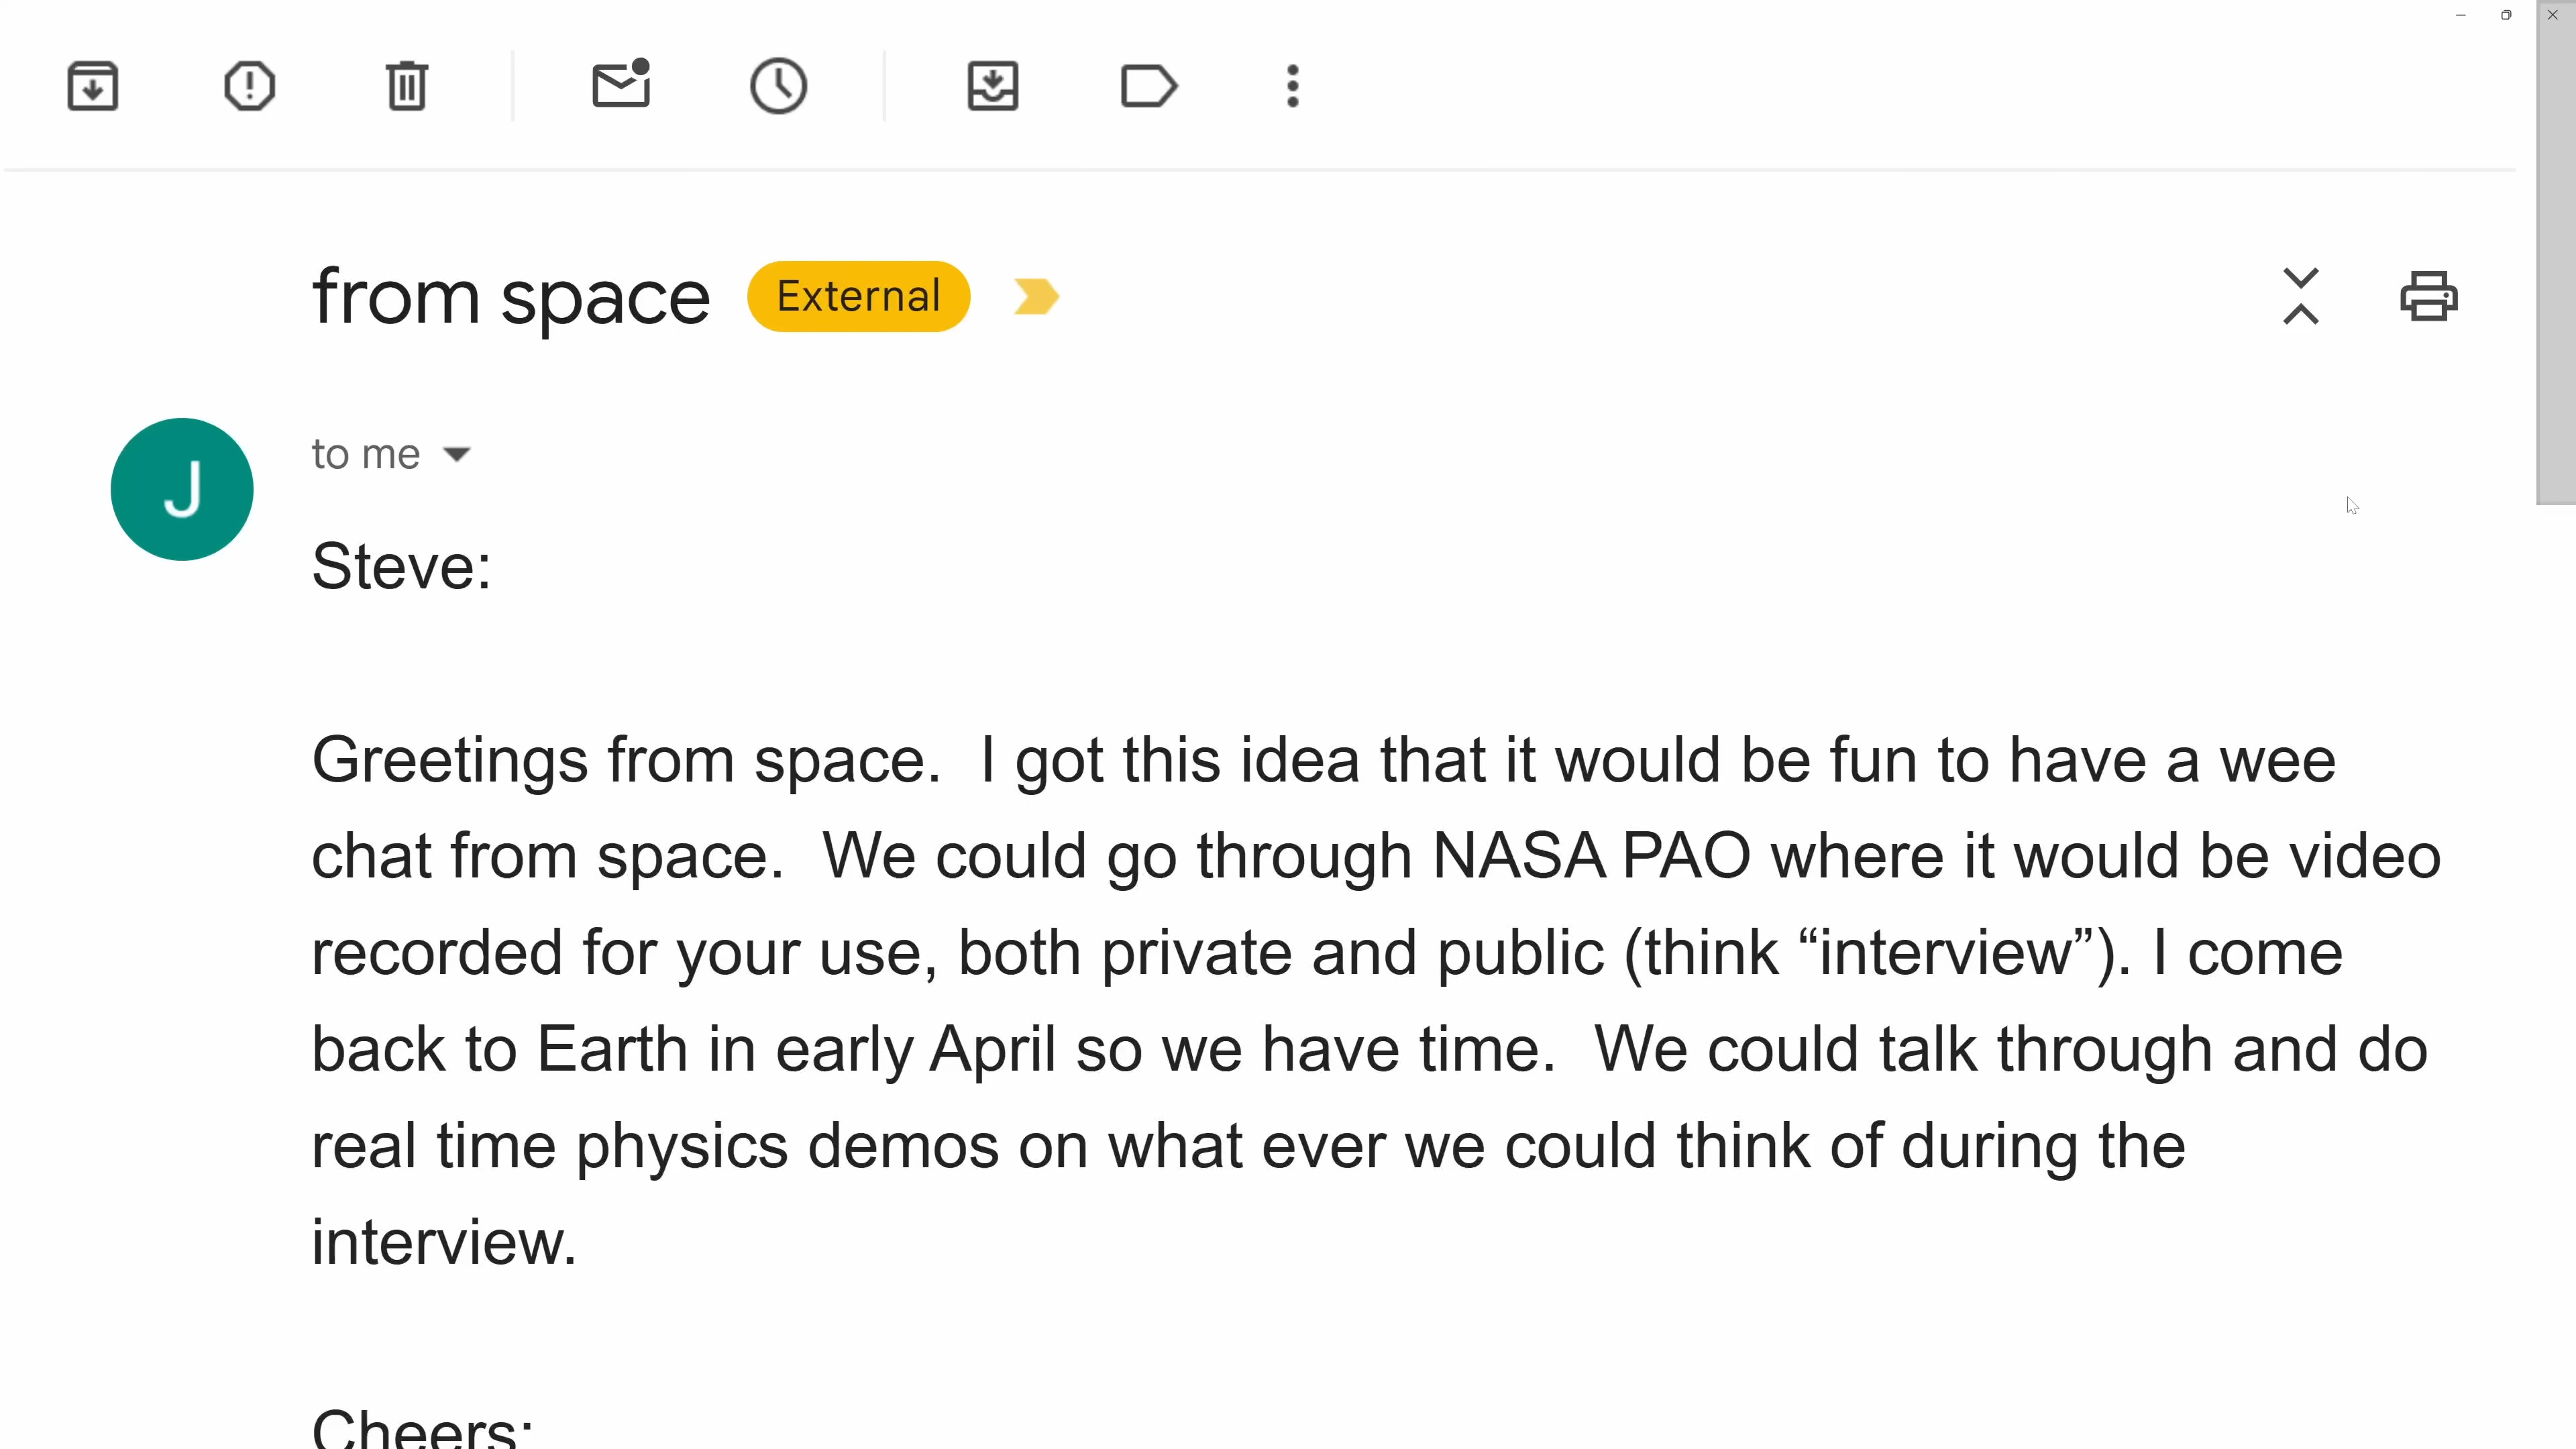 from space External
J
to me
Steve:
Greetings from space.  I got this idea that it would be fun to have a wee
chat from space.  We could go through NASA PAO where it would be video
recorded for your use, both private and public (think “interview”). I come
back to Earth in early April so we have time.  We could talk through and do
real time physics demos on what ever we could think of during the
interview.
Cheers: